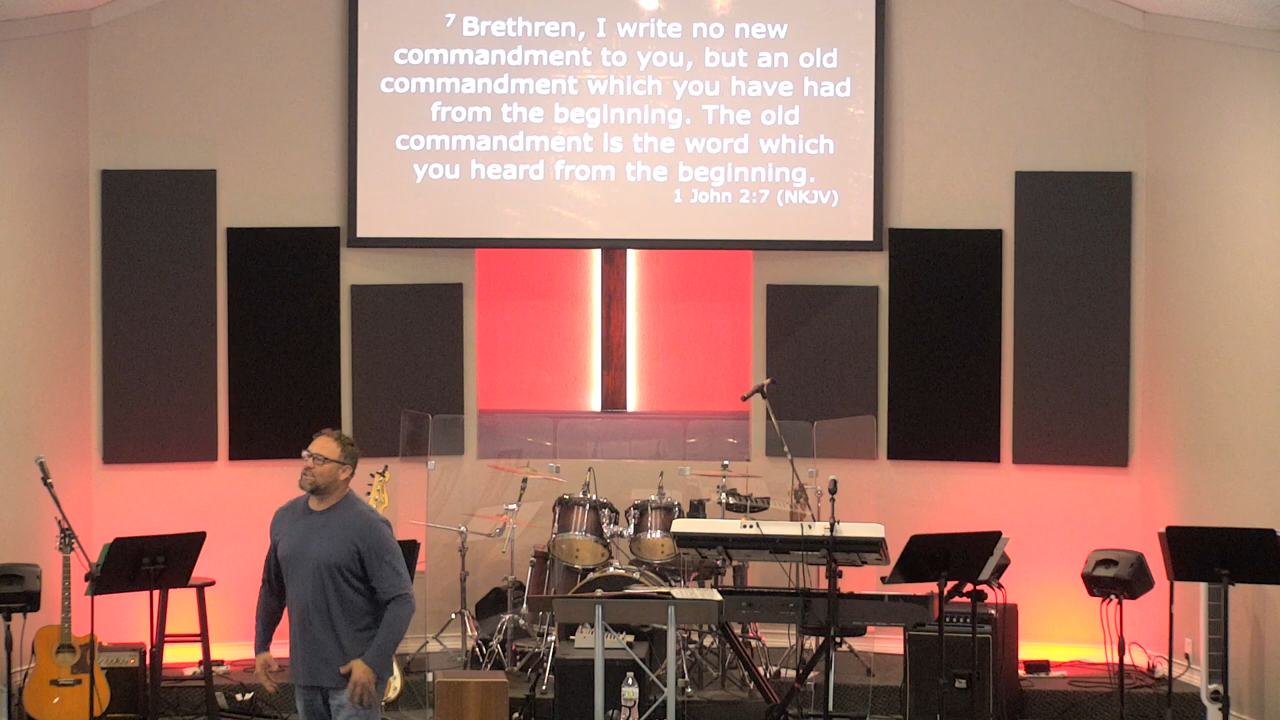 7 Brethren, I write no new
commandment to you, but an old
commandment which you have had
from the beginning. The old
commandment is the word which
you heard from the beginning.
1 John 2:7 (NKJV)